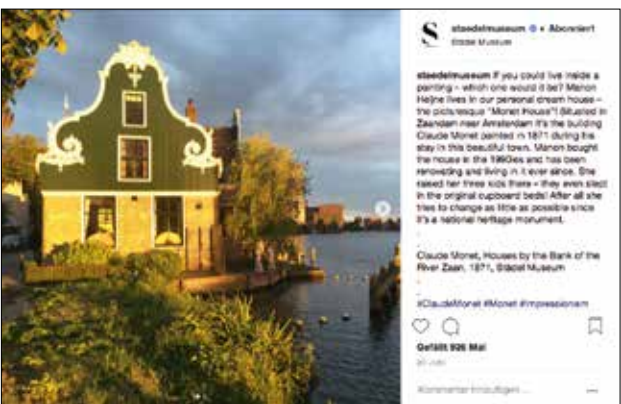 S
staedelmuseum • Abonniert
Städel Museum
staedelmuseum If you could live inside a
painting – which one would it be? Manon
Heijne lives in our personal dream house –
the picturesque "Monet House"! Situated in
Zaandam near Amsterdam it's the building
Claude Monet painted in 1871 during his
stay in this beautiful town. Manon bought
the house in the 1990ies and has been
renovating and living in it ever since. She
raised her three kids there – they even slept
in the original cupboard beds! After all she
tries to change as little as possible since
it's a national heritage monument.
.
.
Claude Monet, Houses by the Bank of the
River Zaan, 1871, Städel Museum
.
.
#ClaudeMonet #Monet #Impressionism
Gefällt 926 Mal
Kommentar hinzufügen ...